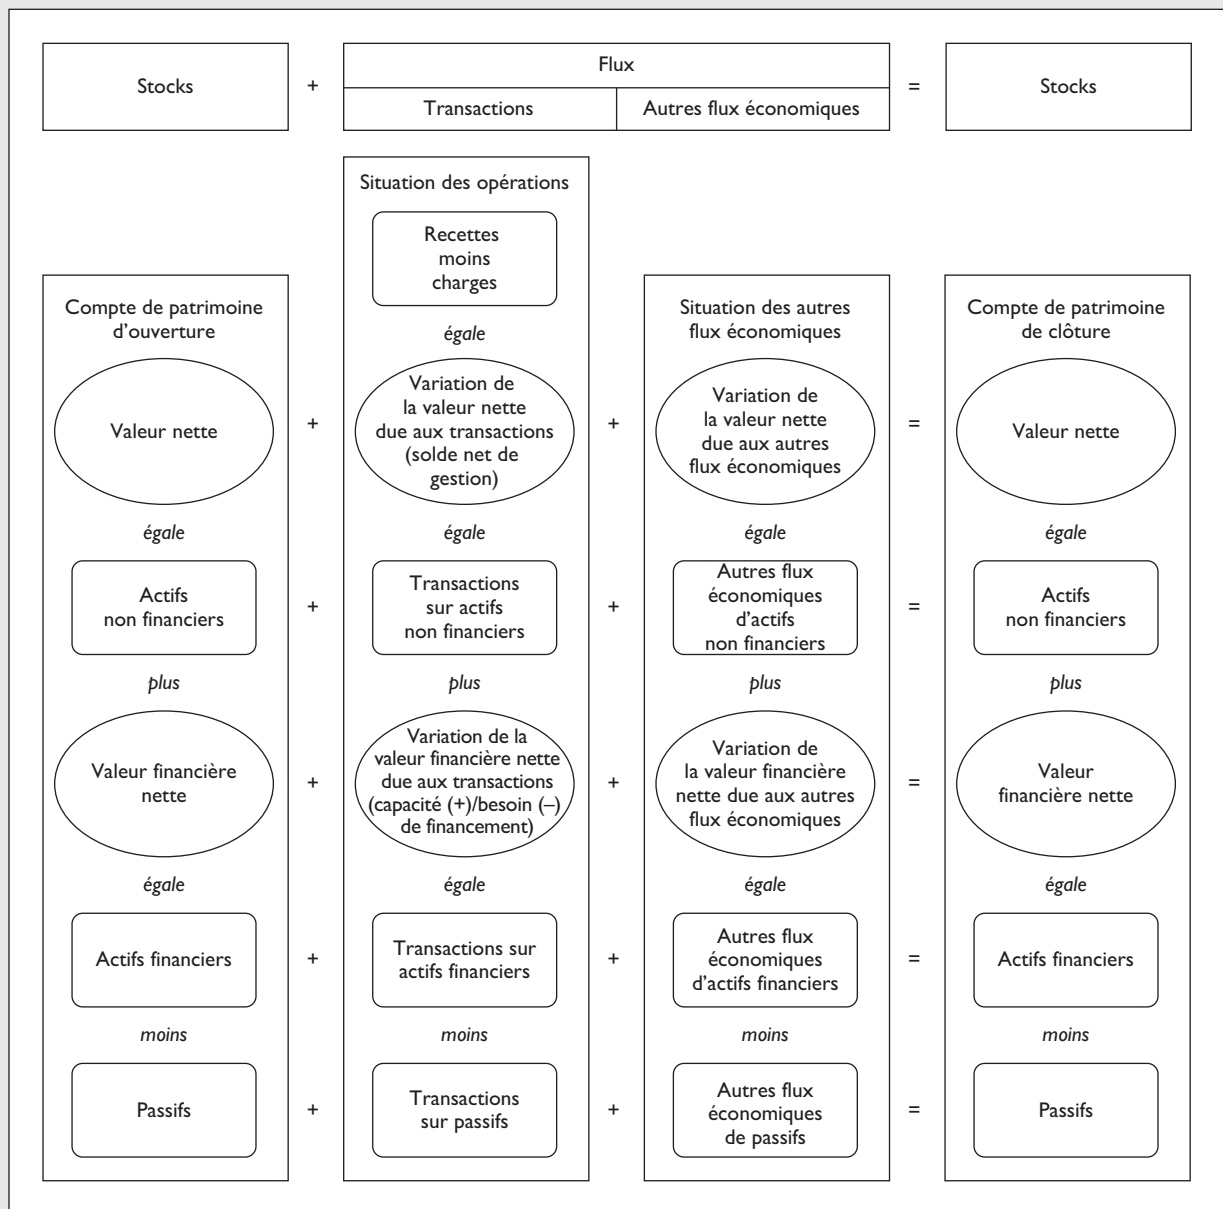 Stocks
+
Flux
Transactions
Autres flux économiques
=
Stocks
Situation des opérations
Recettes
moins
charges
égale
Compte de patrimoine
d'ouverture
Situation des autres
flux économiques
Compte de patrimoine
de clôture
Valeur nette
+
Variation de
la valeur nette
due aux transactions
(solde net de
gestion)
+
Variation de
la valeur nette
due aux autres
flux économiques
=
Valeur nette
égale
égale
égale
égale
Actifs
non financiers
+
Transactions
sur actifs
non financiers
+
Autres flux
économiques
d'actifs
non financiers
=
Actifs
non financiers
plus
plus
plus
plus
Valeur financière
nette
+
Variation de la
valeur financière nette
due aux transactions
(capacité (+)/besoin (–)
de financement)
+
Variation de
la valeur financière
nette due aux autres
flux économiques
=
Valeur
financière nette
égale
égale
égale
égale
Actifs financiers
+
Transactions sur
actifs financiers
+
Autres flux
économiques
d'actifs financiers
=
Actifs financiers
moins
moins
moins
moins
Passifs
+
Transactions
sur passifs
+
Autres flux
économiques
de passifs
=
Passifs